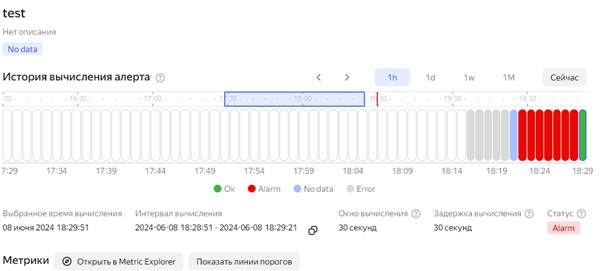 test
Нет описания
No data
История вычисления алерта
1h 1d 1w 1M Сейчас
:00 16:30 17:00 17:30 18:00 18:30 19:00 19:30
7:29 17:34 17:39 17:44 17:49 17:54 17:59 18:04 18:09 18:14 18:19 18:24 18:29
Ok Alarm No data Error
Выбранное время вычисления Интервал вычисления Окно вычисления Задержка вычисления Статус
08 июня 2024 18:29:51 2024-06-08 18:28:51 - 2024-06-08 18:29:21 30 секунд 30 секунд Alarm
Метрики Открыть в Metric Explorer Показать линии порогов